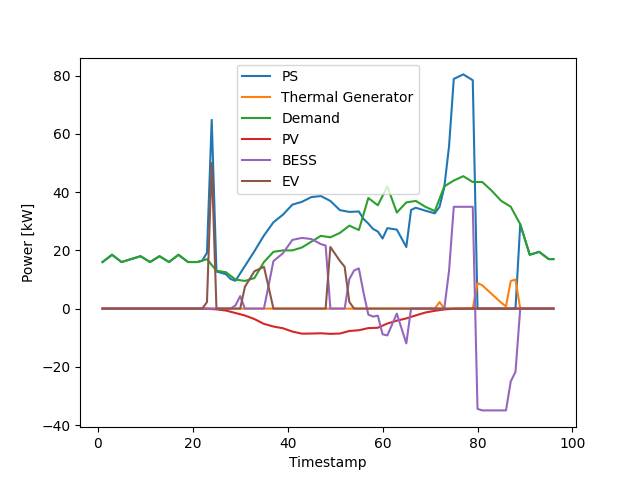 80
60
40
20
0
−20
−40
Power [kW]
PS
Thermal Generator
Demand
PV
BESS
EV
0 20 40 60 80 100
Timestamp